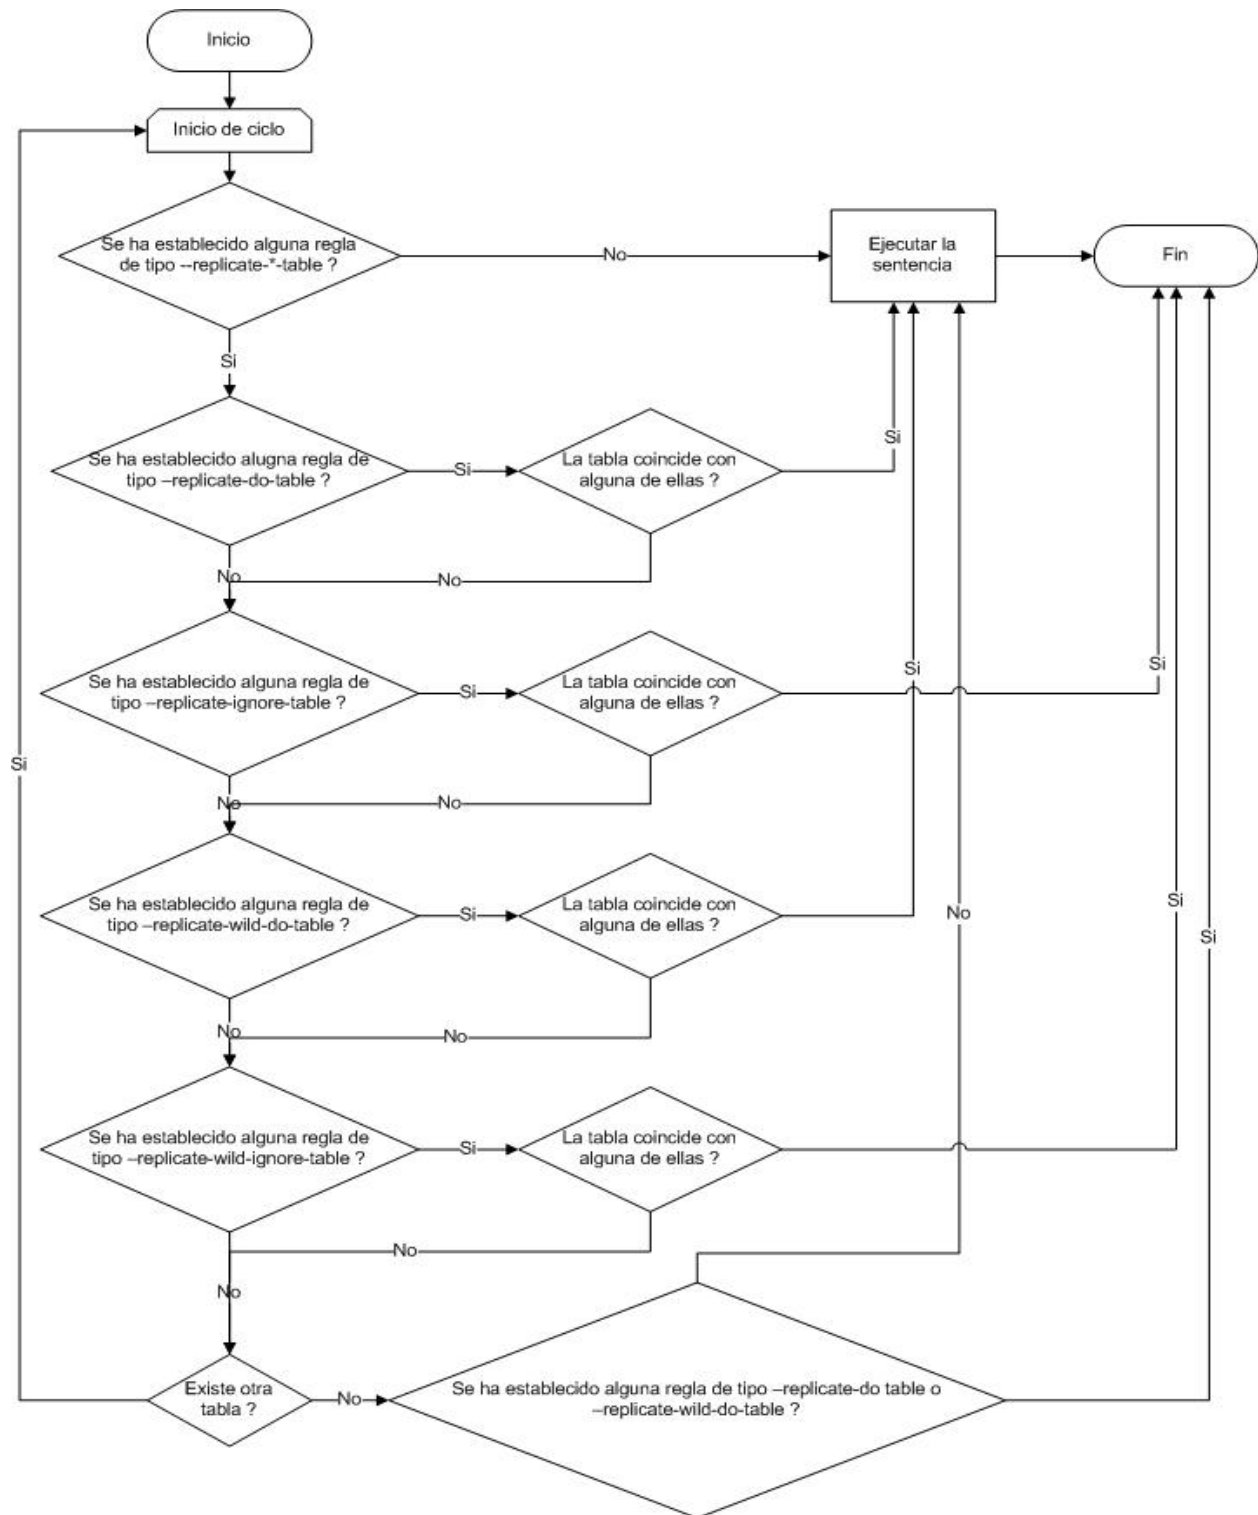 Inicio
Inicio de ciclo
Se ha establecido alguna regla
de tipo --replicate-*-table ?
No
Ejecutar la
sentencia
Fin
Si
Se ha establecido alugna regla de
tipo –replicate-do-table ?
Si
La tabla coincide con
alguna de ellas ?
Si
No
No
Se ha establecido alguna regla de
tipo –replicate-ignore-table ?
Si
La tabla coincide con
alguna de ellas ?
Si
Si
Si
No
No
Se ha establecido alguna regla de
tipo –replicate-wild-do-table ?
Si
La tabla coincide con
alguna de ellas ?
No
Si
Si
No
No
Se ha establecido alguna regla de
tipo –replicate-wild-ignore-table ?
Si
La tabla coincide con
alguna de ellas ?
No
No
Existe otra
tabla ?
No
Se ha establecido alguna regla de tipo –replicate-do table o
–replicate-wild-do-table ?